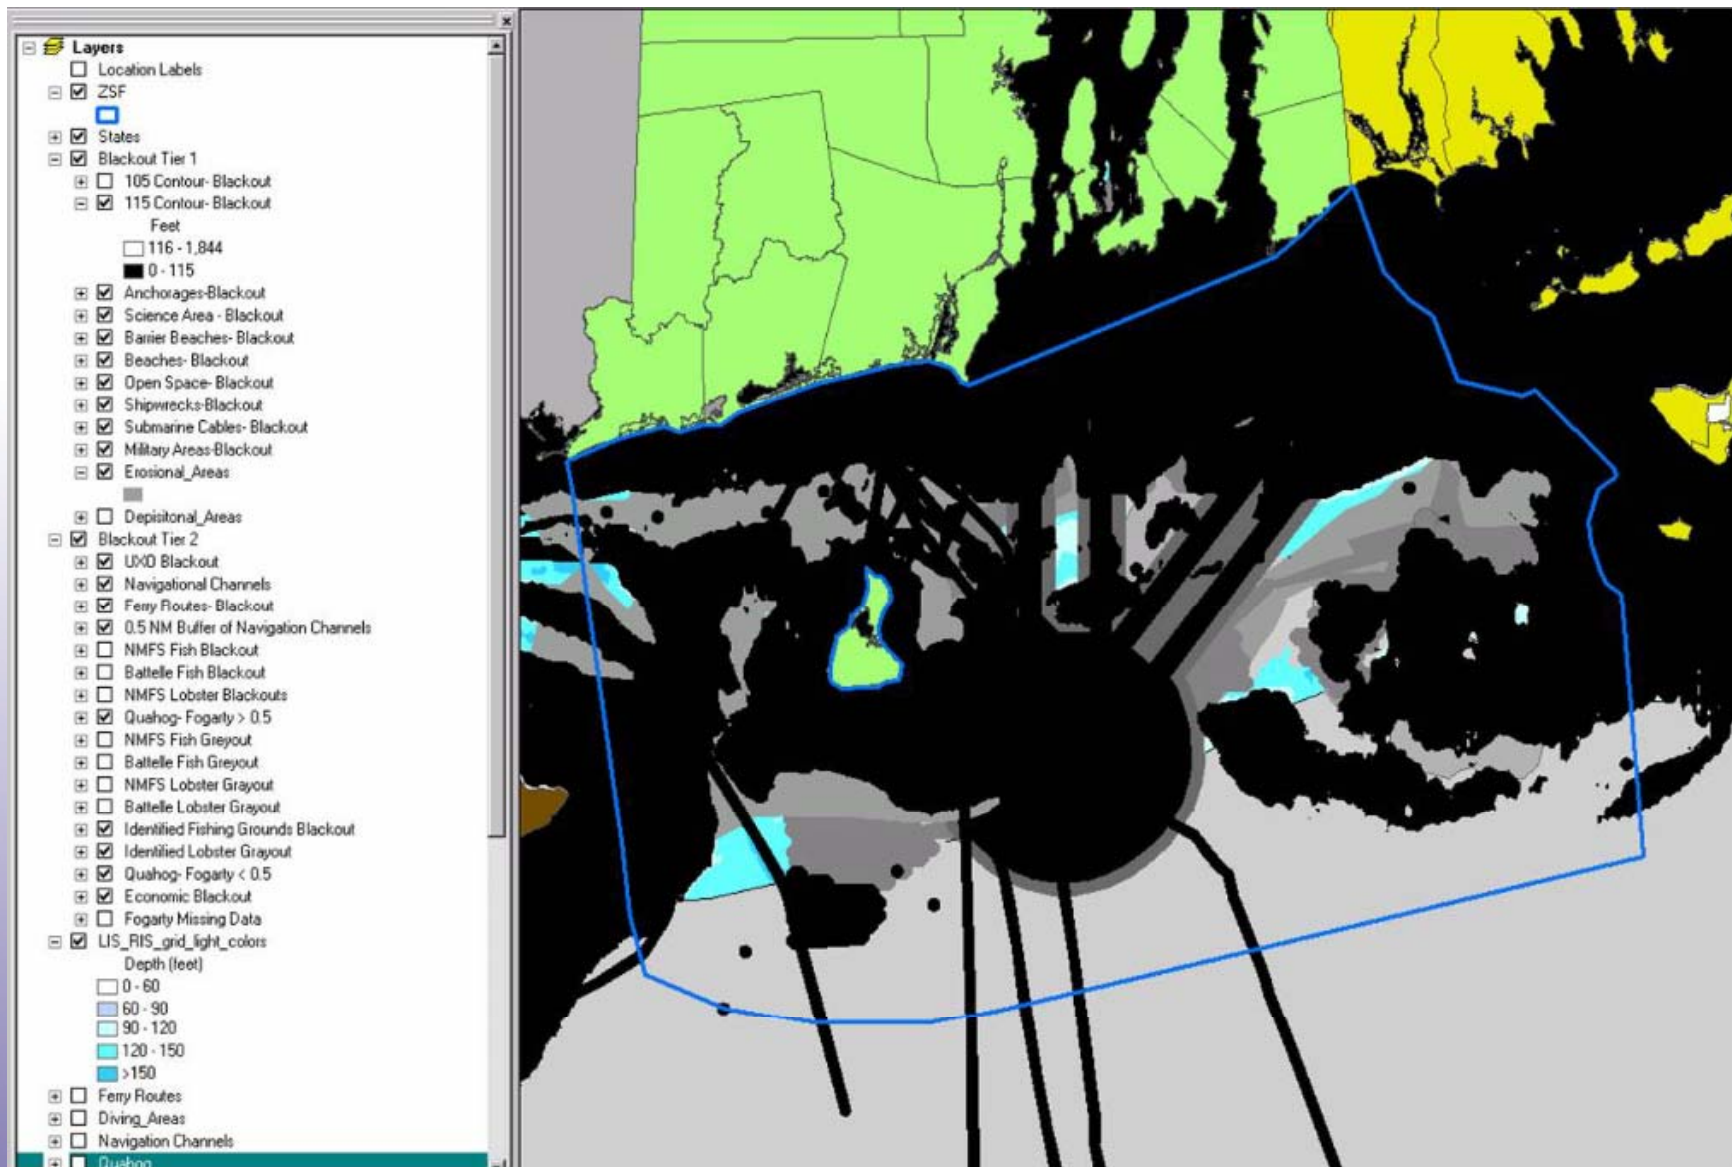 Layers
Location Labels
ZSF
States
Blackout Tier 1
105 Contour- Blackout
115 Contour- Blackout
Feet
116 - 1,844
0 - 115
Anchorages-Blackout
Science Area - Blackout
Barrier Beaches- Blackout
Beaches- Blackout
Open Space- Blackout
Shipwrecks-Blackout
Submarine Cables- Blackout
Military Areas-Blackout
Erosional_Areas
Depisitonal_Areas
Blackout Tier 2
UXO Blackout
Navigational Channels
Ferry Routes- Blackout
0.5 NM Buffer of Navigation Channels
NMFS Fish Blackout
Battelle Fish Blackout
NMFS Lobster Blackouts
Quahog- Fogarty > 0.5
NMFS Fish Greyout
Battelle Fish Greyout
NMFS Lobster Grayout
Battelle Lobster Grayout
Identified Fishing Grounds Blackout
Identified Lobster Grayout
Quahog- Fogarty < 0.5
Economic Blackout
Fogarty Missing Data
LIS_RIS_grid_light_colors
Depth (feet)
0 - 60
60 - 90
90 - 120
120 - 150
>150
Ferry Routes
Diving_Areas
Navigation Channels
Quahog